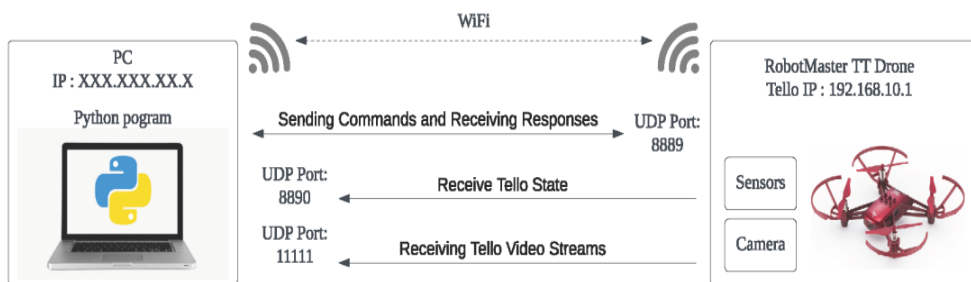 WiFi
PC
IP : XXX.XXX.XX.X
Python pogram
Sending Commands and Receiving Responses
UDP Port:
8889
UDP Port:
8890
Receive Tello State
UDP Port:
11111
Receiving Tello Video Streams
RobotMaster TT Drone
Tello IP : 192.168.10.1
Sensors
Camera